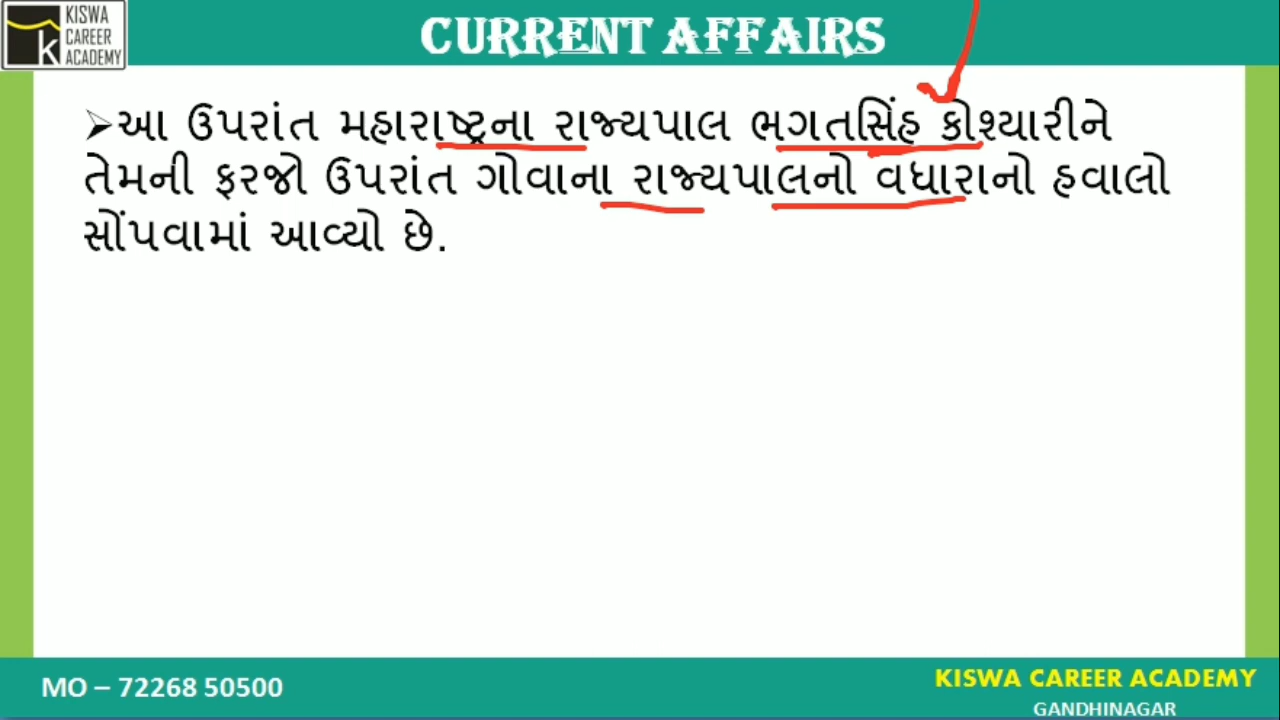 KISWA
CAREER
ACADEMY
K
CURRENT AFFAIRS
➢આ ઉપરાંત મહારાષ્ટ્રના રાજ્યપાલ ભગતસિંહ કોશ્યારીને
તેમની ફરજો ઉપરાંત ગોવાના રાજ્યપાલનો વધારાનો હવાલો
સોંપવામાં આવ્યો છે.
MO – 72268 50500
KISWA CAREER ACADEMY
GANDHINAGAR